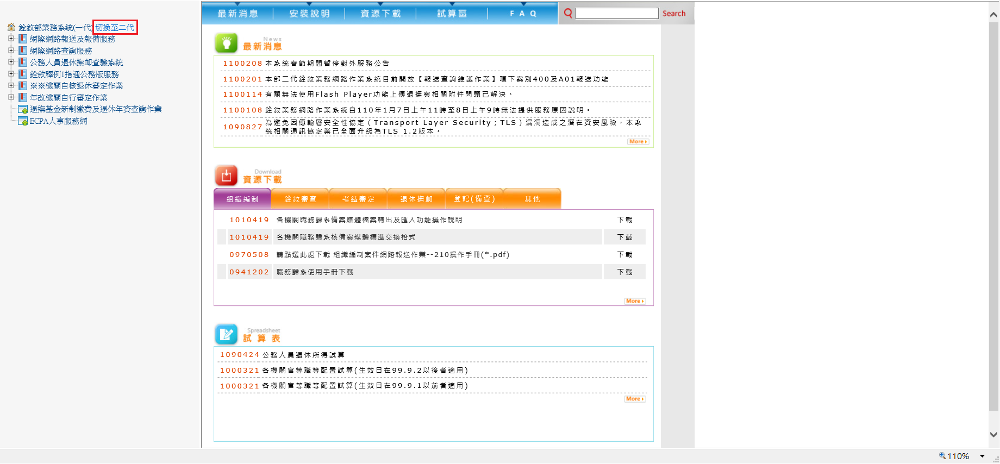 銓敘部業務系統(一代) 切換至二代
網際網路報送及報備服務
網際網路查詢服務
公務人員退休撫卹查驗系統
銓敘釋例1指通公務版服務
※※機關自核退休審定作業
年改機關自行審定作業
退撫基金新制繳費及退休年資查詢作業
ECPA人事服務網
最新消息 安裝說明 資源下載 試算區 FAQ Search
News
最新消息
1100208 本系統春節期間暫停對外服務公告
1100201 本部二代銓敘業務網路作業系統目前開放【報送查詢維護作業】項下案別400及A01報送功能
1100114 有關無法使用Flash Player功能上傳退撫案相關附件問題已解決。
1100108 銓敘業務網路作業系統自110年1月7日上午11時至8日上午9時無法提供服務原因說明。
1090827 為避免因傳輸層安全性協定（Transport Layer Security；TLS）漏洞造成之潛在資安風險，本系
統相關通訊協定業已全面升級為TLS 1.2版本。
More
Download
資源下載
組織編制 銓敘審查 考績審定 退休撫卹 登記(備查) 其他
1010419 各機關職務歸系備案媒體檔案轉出及匯入功能操作說明 下載
1010419 各機關職務歸系核備案媒體標準交換格式 下載
0970508 請點選此處下載 組織編制案件網路報送作業--210操作手冊(*.pdf) 下載
0941202 職務歸系使用手冊下載 下載
More
Spreadsheet
試算表
1090424 公務人員退休所得試算
1000321 各機關官等職等配置試算(生效日在99.9.2以後者適用)
1000321 各機關官等職等配置試算(生效日在99.9.1以前者適用)
More
110%